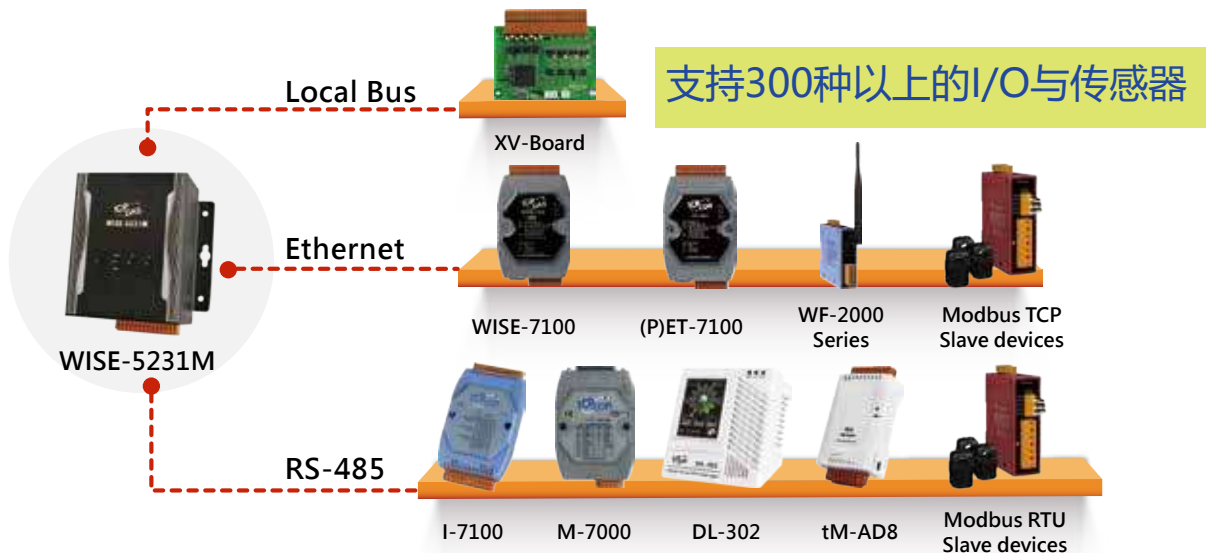 Local Bus
支持300种以上的I/O与传感器
XV-Board
WISE-5231M
Ethernet
WISE-7100
(P)ET-7100
WF-2000
Series
Modbus TCP
Slave devices
WISE-5231M
RS-485
I-7100
M-7000
DL-302
tM-AD8
Modbus RTU
Slave devices